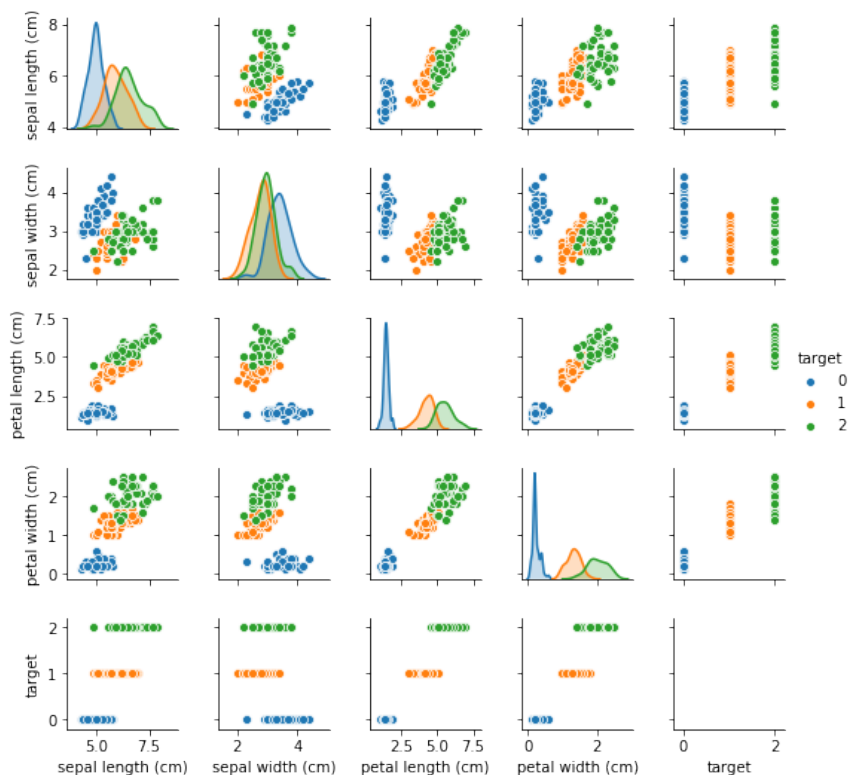 8
6
4
sepal length (cm)
4
3
2
sepal width (cm)
7.5
5.0
2.5
petal length (cm)
target
0
1
2
2
1
0
petal width (cm)
2
1
0
target
5.0 7.5
2 4
2.5 5.0 7.5
0 2
0 2
sepal length (cm)
sepal width (cm)
petal length (cm)
petal width (cm)
target